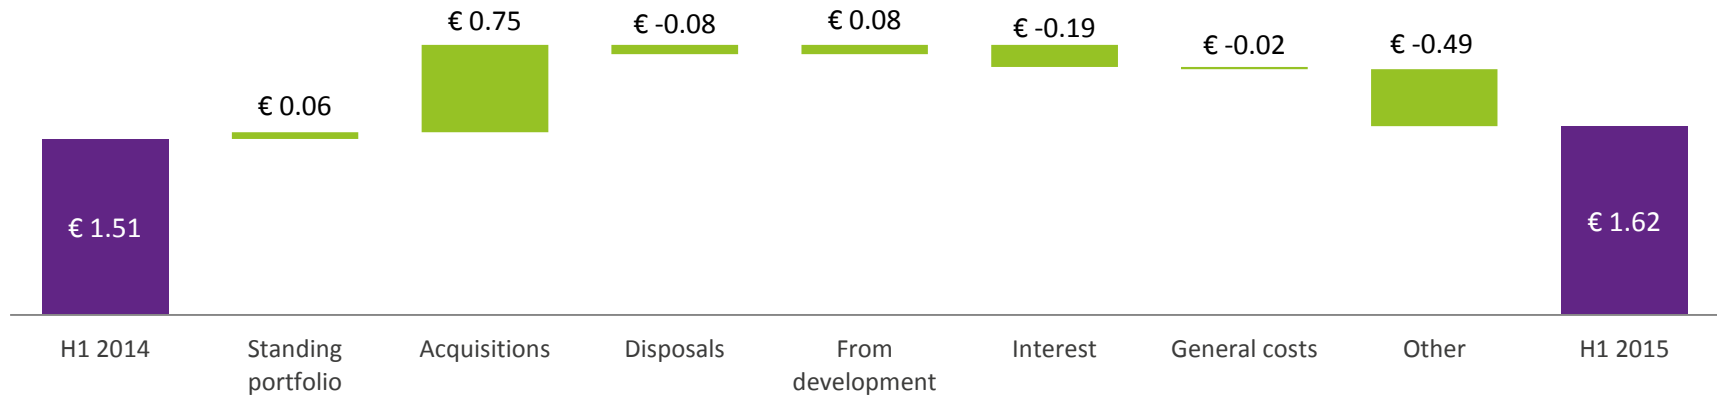 € 0.75
€ -0.08
€ 0.08
€ -0.19
€ -0.02
€ -0.49
€ 0.06
€ 1.51
€ 1.62
H1 2014
Standing
portfolio
Acquisitions
Disposals
From
development
Interest
General costs
Other
H1 2015